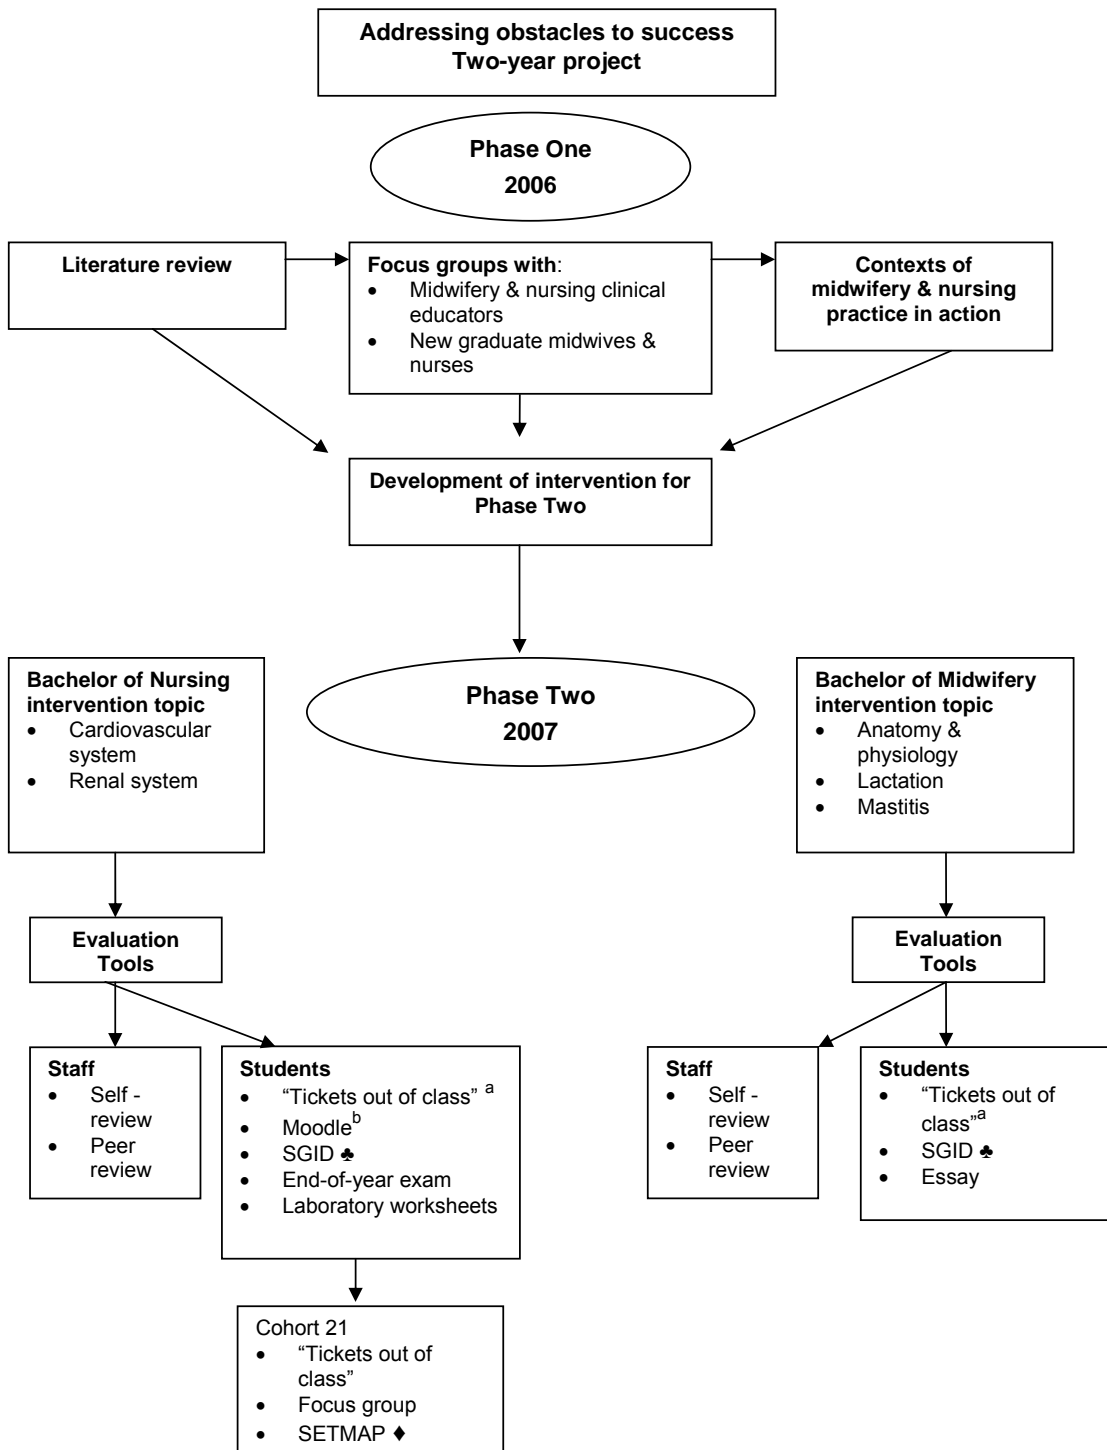 Addressing obstacles to success
Two-year project
Phase One
2006
Literature review
Focus groups with:
• Midwifery & nursing clinical
educators
• New graduate midwives &
nurses
Contexts of
midwifery & nursing
practice in action
Development of intervention for
Phase Two
Phase Two
2007
Bachelor of Nursing
intervention topic
• Cardiovascular
system
• Renal system
Bachelor of Midwifery
intervention topic
• Anatomy &
physiology
• Lactation
• Mastitis
Evaluation
Tools
Evaluation
Tools
Staff
• Self -
review
• Peer
review
Students
• “Tickets out of class” a
• Moodleb
• SGID ♣
• End-of-year exam
• Laboratory worksheets
Staff
• Self -
review
• Peer
review
Students
• “Tickets out of
class”a
• SGID ♣
• Essay
Cohort 21
• “Tickets out of
class”
• Focus group
• SETMAP ♦